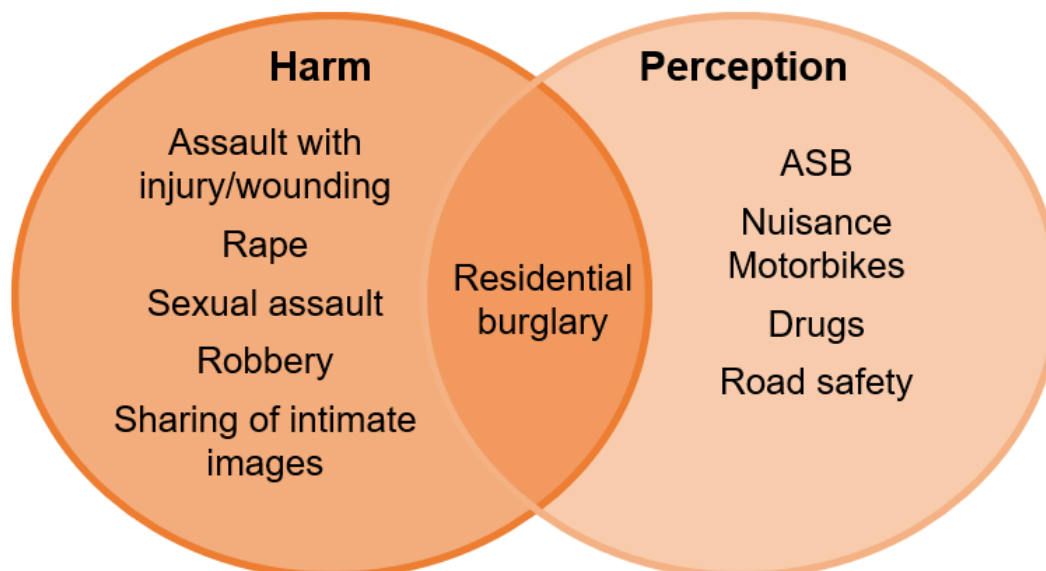 Harm
Assault with
injury/wounding
Rape
Sexual assault
Robbery
Sharing of intimate
images
Residential
burglary
Perception
ASB
Nuisance
Motorbikes
Drugs
Road safety